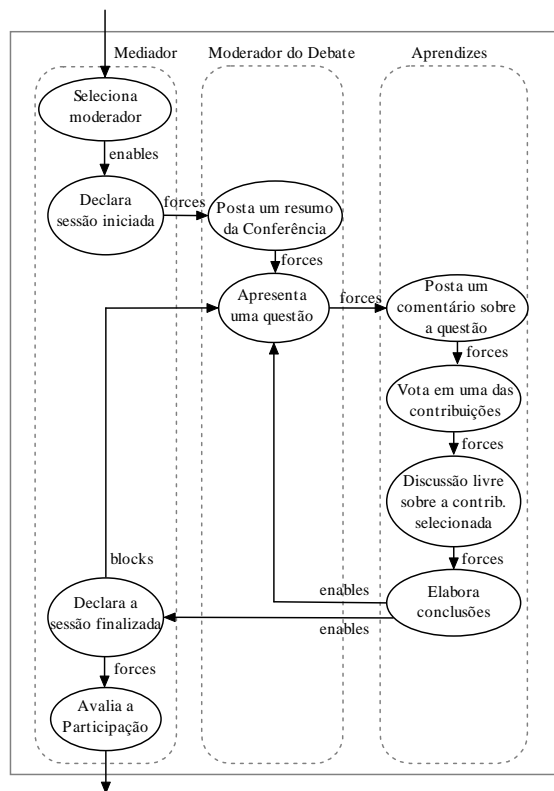 Mediador
Moderador do Debate
Aprendizes
Seleciona
moderador
enables
Declara
sessão iniciada
forces
Posta um resumo
da Conferência
forces
Apresenta
uma questão
forces
Posta um
comentário sobre
a questão
forces
Vota em uma das
contribuições
forces
Discussão livre
sobre a contrib.
selecionada
forces
Elabora
conclusões
enables
enables
blocks
Declara a
sessão finalizada
forces
Avalia a
Participação